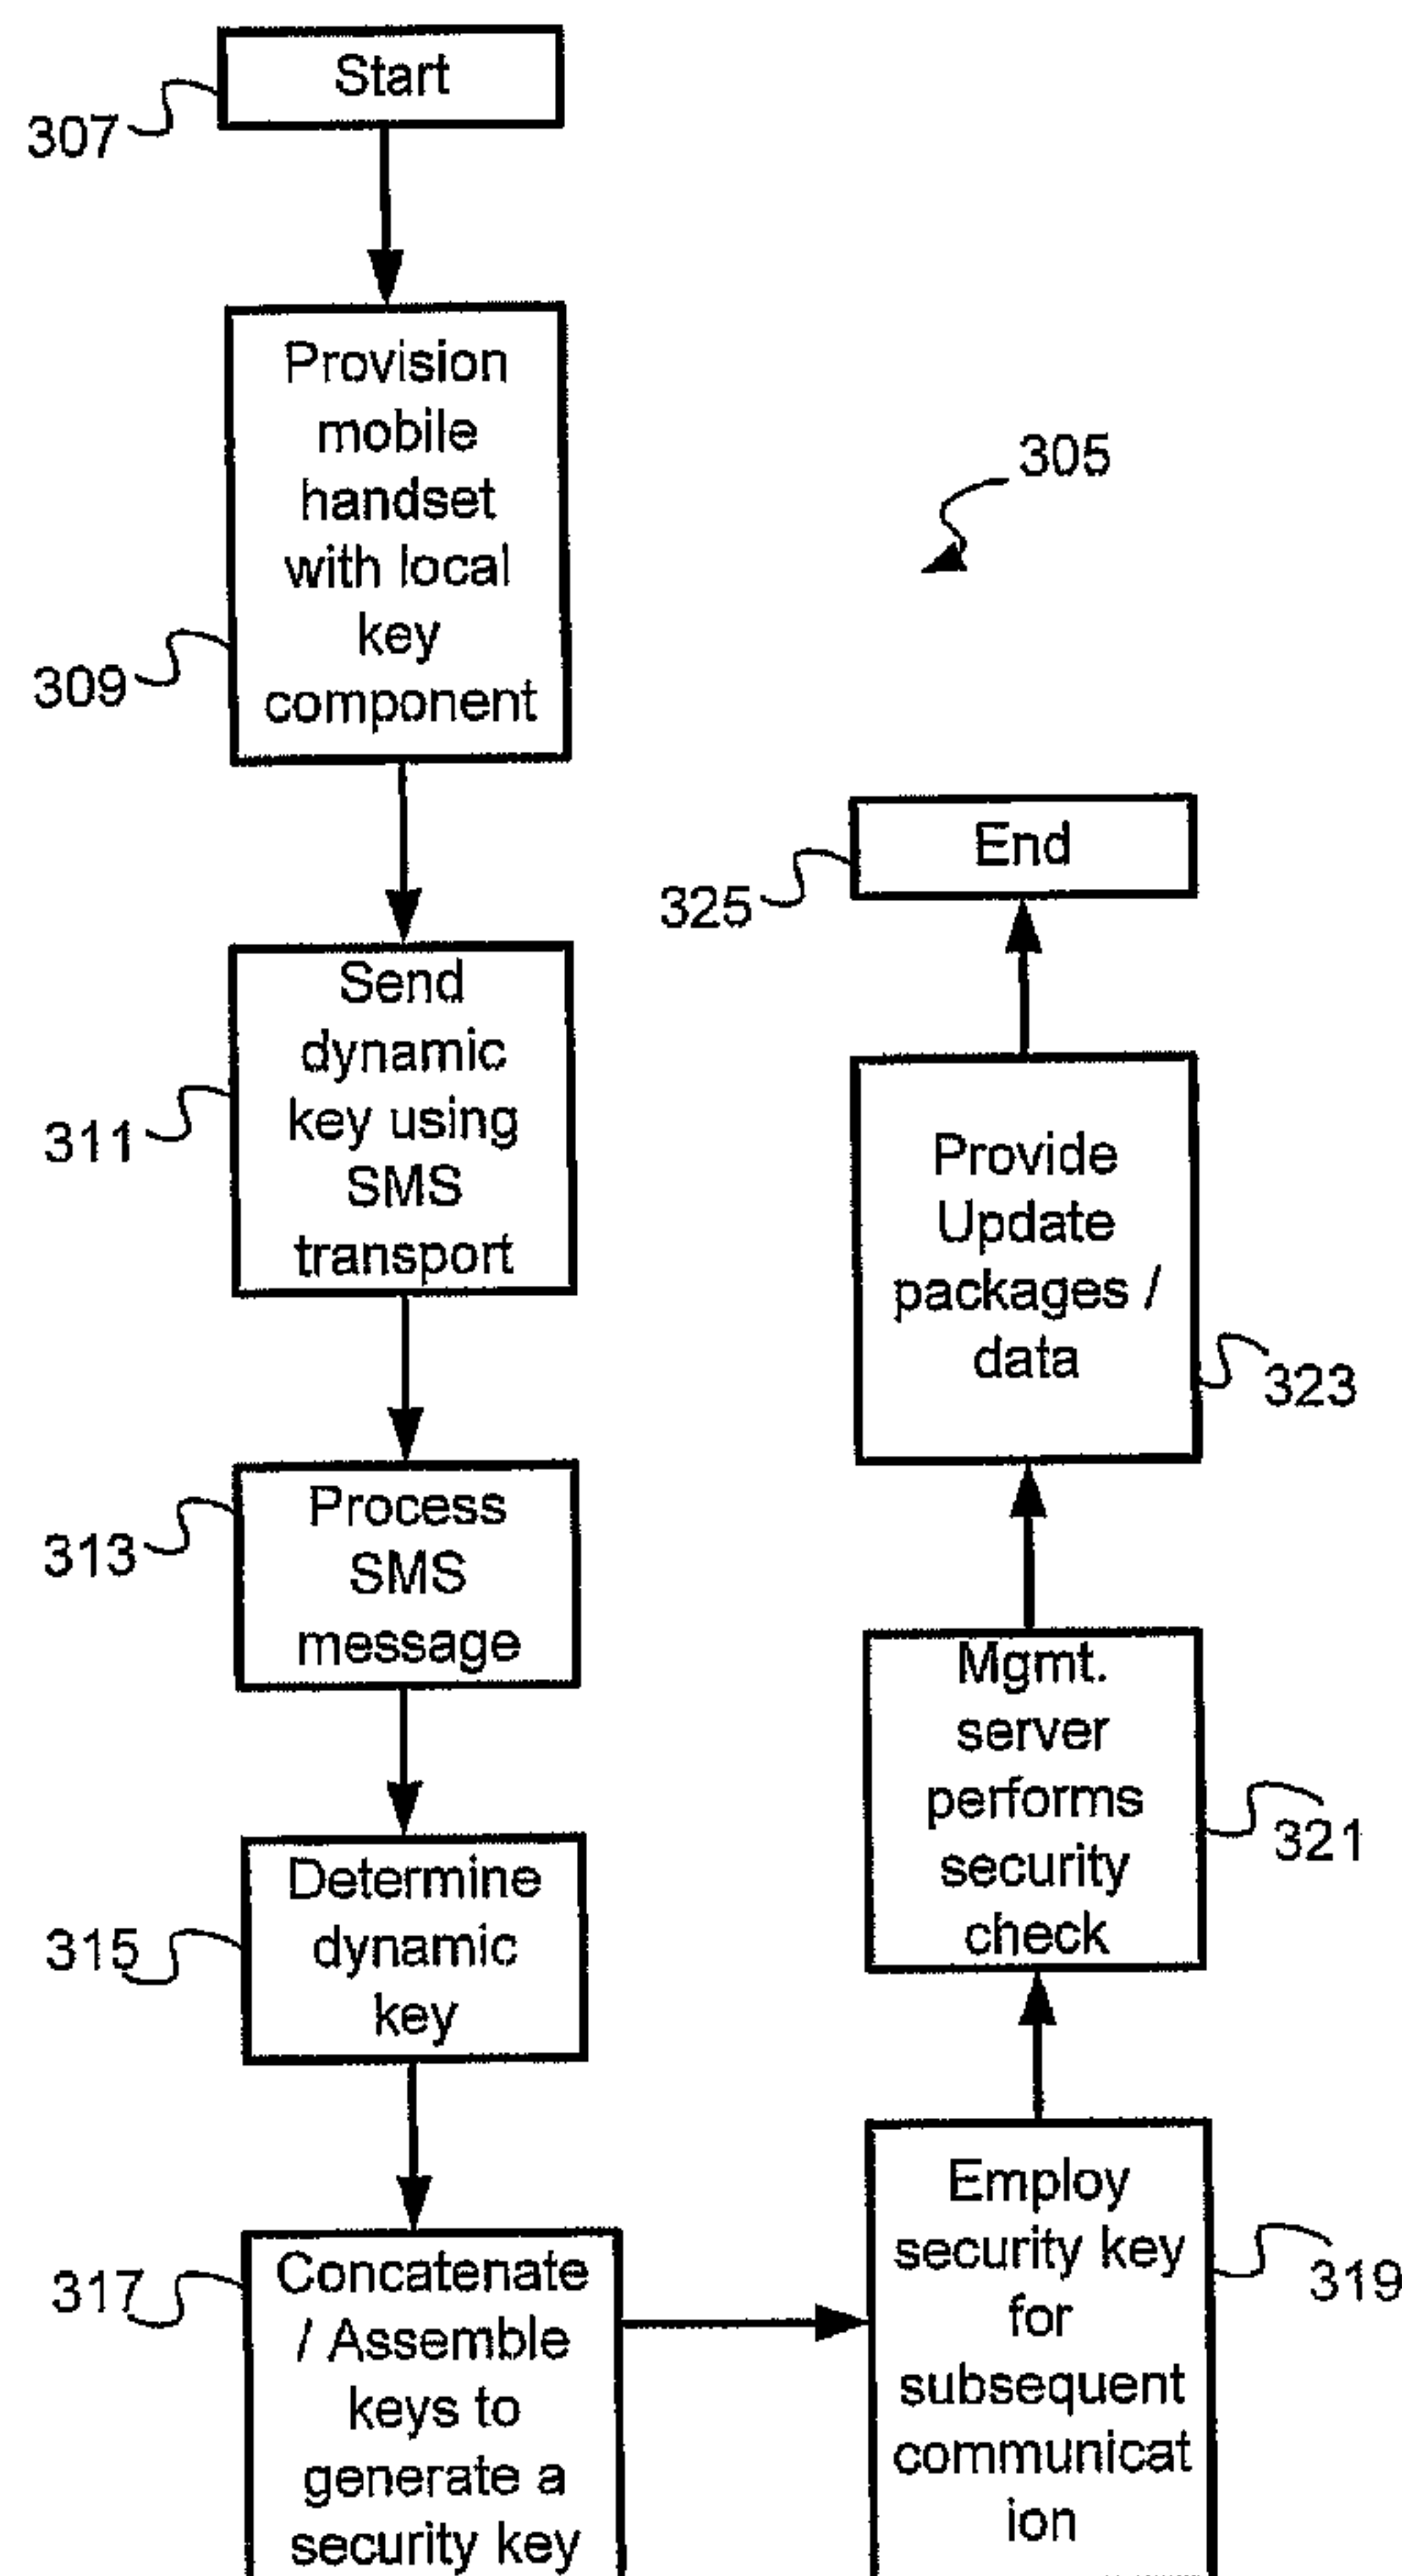 Start
307
Provision
mobile
handset
with local
key
component
309
305
Send
dynamic
key using
SMS
transport
311
Process
SMS
message
313
Determine
dynamic
key
315
Concatenate
/ Assemble
keys to
generate a
security key
317
Employ
security key
for
subsequent
communicat
ion
319
Mgmt.
server
performs
security
check
321
Provide
Update
packages /
data
323
End
325